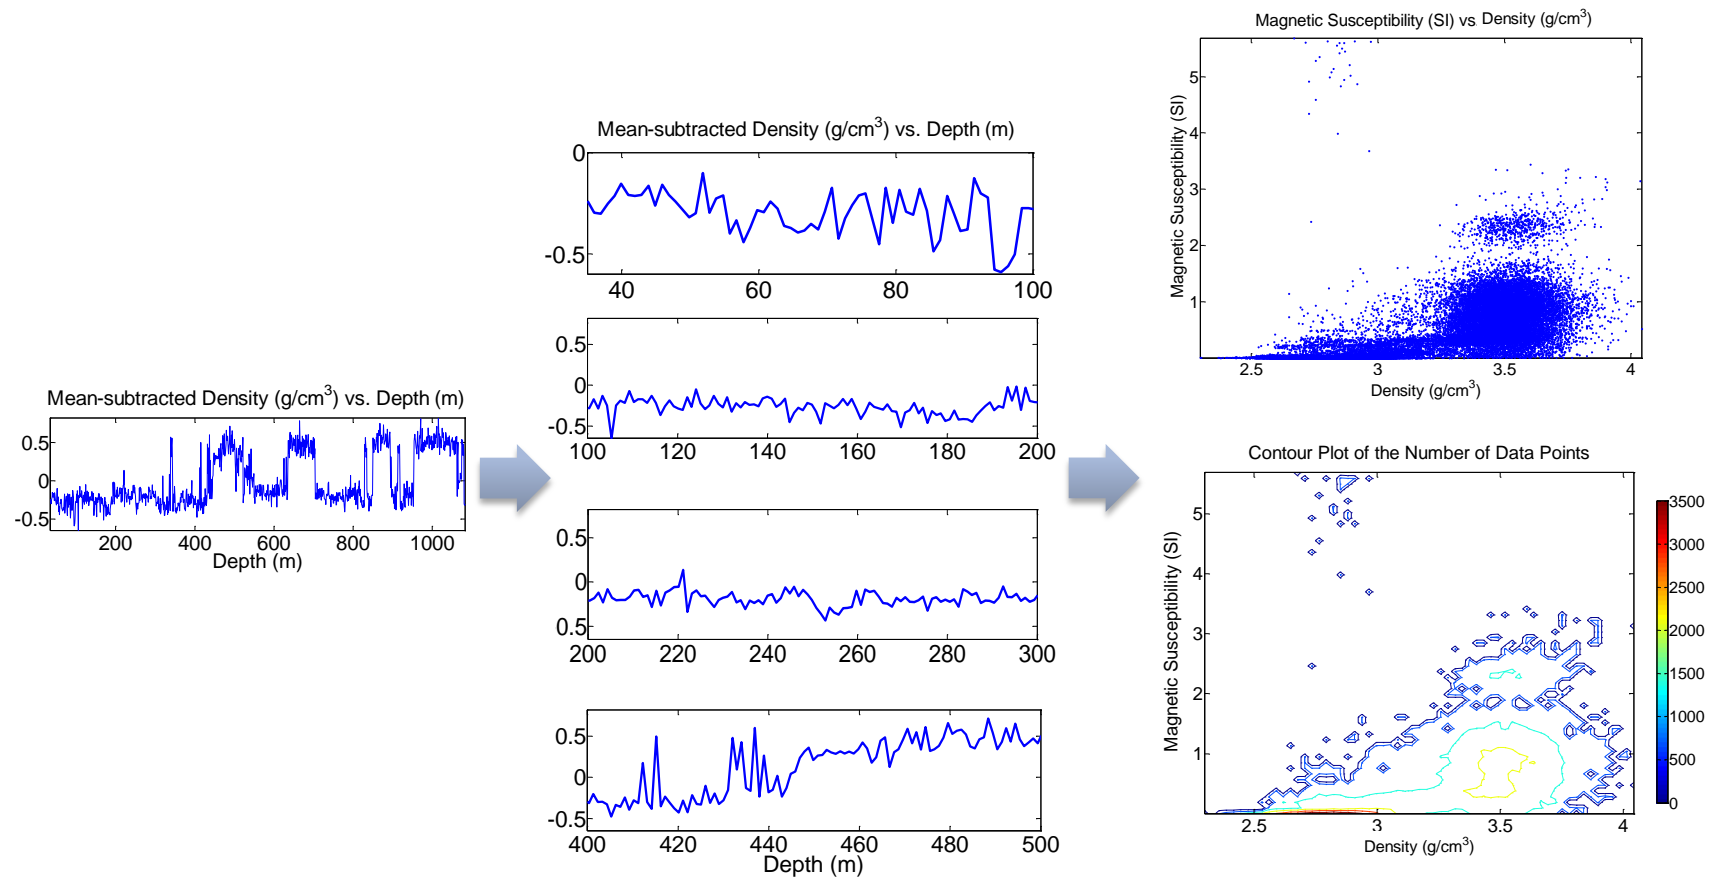 Mean-subtracted Density (g/cm³) vs. Depth (m)
0.5
0
-0.5
200 400 600 800 1000
Depth (m)
Mean-subtracted Density (g/cm³) vs. Depth (m)
0
-0.5
40 60 80 100
0.5
0
-0.5
100 120 140 160 180 200
0.5
0
0.5
200 220 240 260 280 300
0.5
0
-0.5
400 420 440 460 480 500
Depth (m)
Magnetic Susceptibility (SI) vs Density (g/cm³)
Magnetic Susceptibility (SI)
5
4
3
2
1
2.5 3 3.5 4
Density (g/cm³)
Contour Plot of the Number of Data Points
Magnetic Susceptibility (SI)
5
4
3
2
1
2.5 3 3.5 4
Density (g/cm³)
3500
3000
2500
2000
1500
1000
500
0